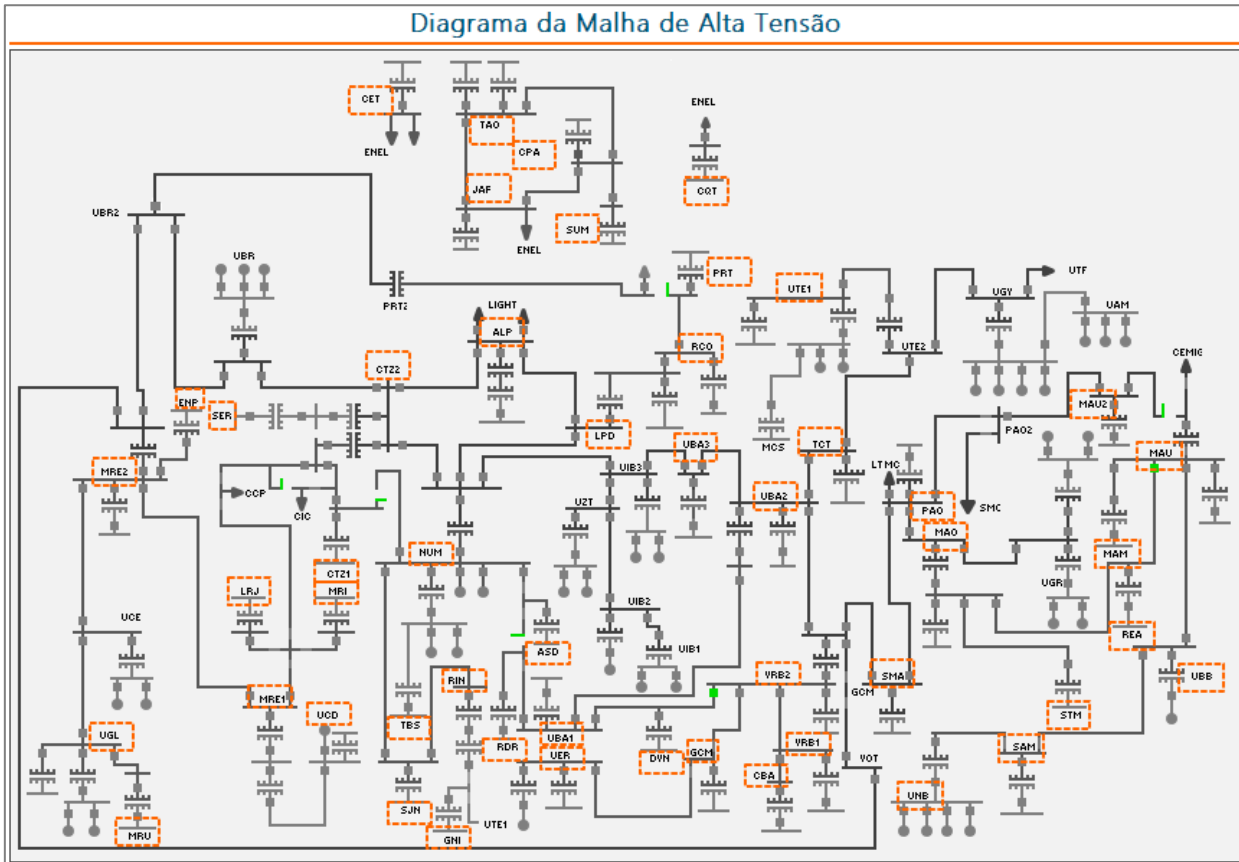 Diagrama da Malha de Alta Tensão
CET
ENEL
TAO
CPA
JAF
ENEL
SUM
ENEL
CQT
UBR2
UBR
PRT2
PRT
UTE1
UGY
UTF
UAM
LIGHT
ALP
RCO
UTE2
CEMIG
CTZ2
ENP
SER
LPD
MCS
TCT
MAU2
PAO2
MAU
MRE2
CCP
CIC
UIB3
UBA3
UZT
UBA2
LTMC
PAO
SMC
MAO
NUM
CTZ1
MRI
LRJ
MAM
UGR
UCE
UIB2
UIB1
ASD
REA
RIN
VRB2
GCM
SMA
UBB
MRE1
UCD
TBS
RDR
UBA1
UER
DVN
GCM
VRB1
CBA
VOT
STM
SAM
UGL
MRU
SJN
GNI
UTE1
UNB